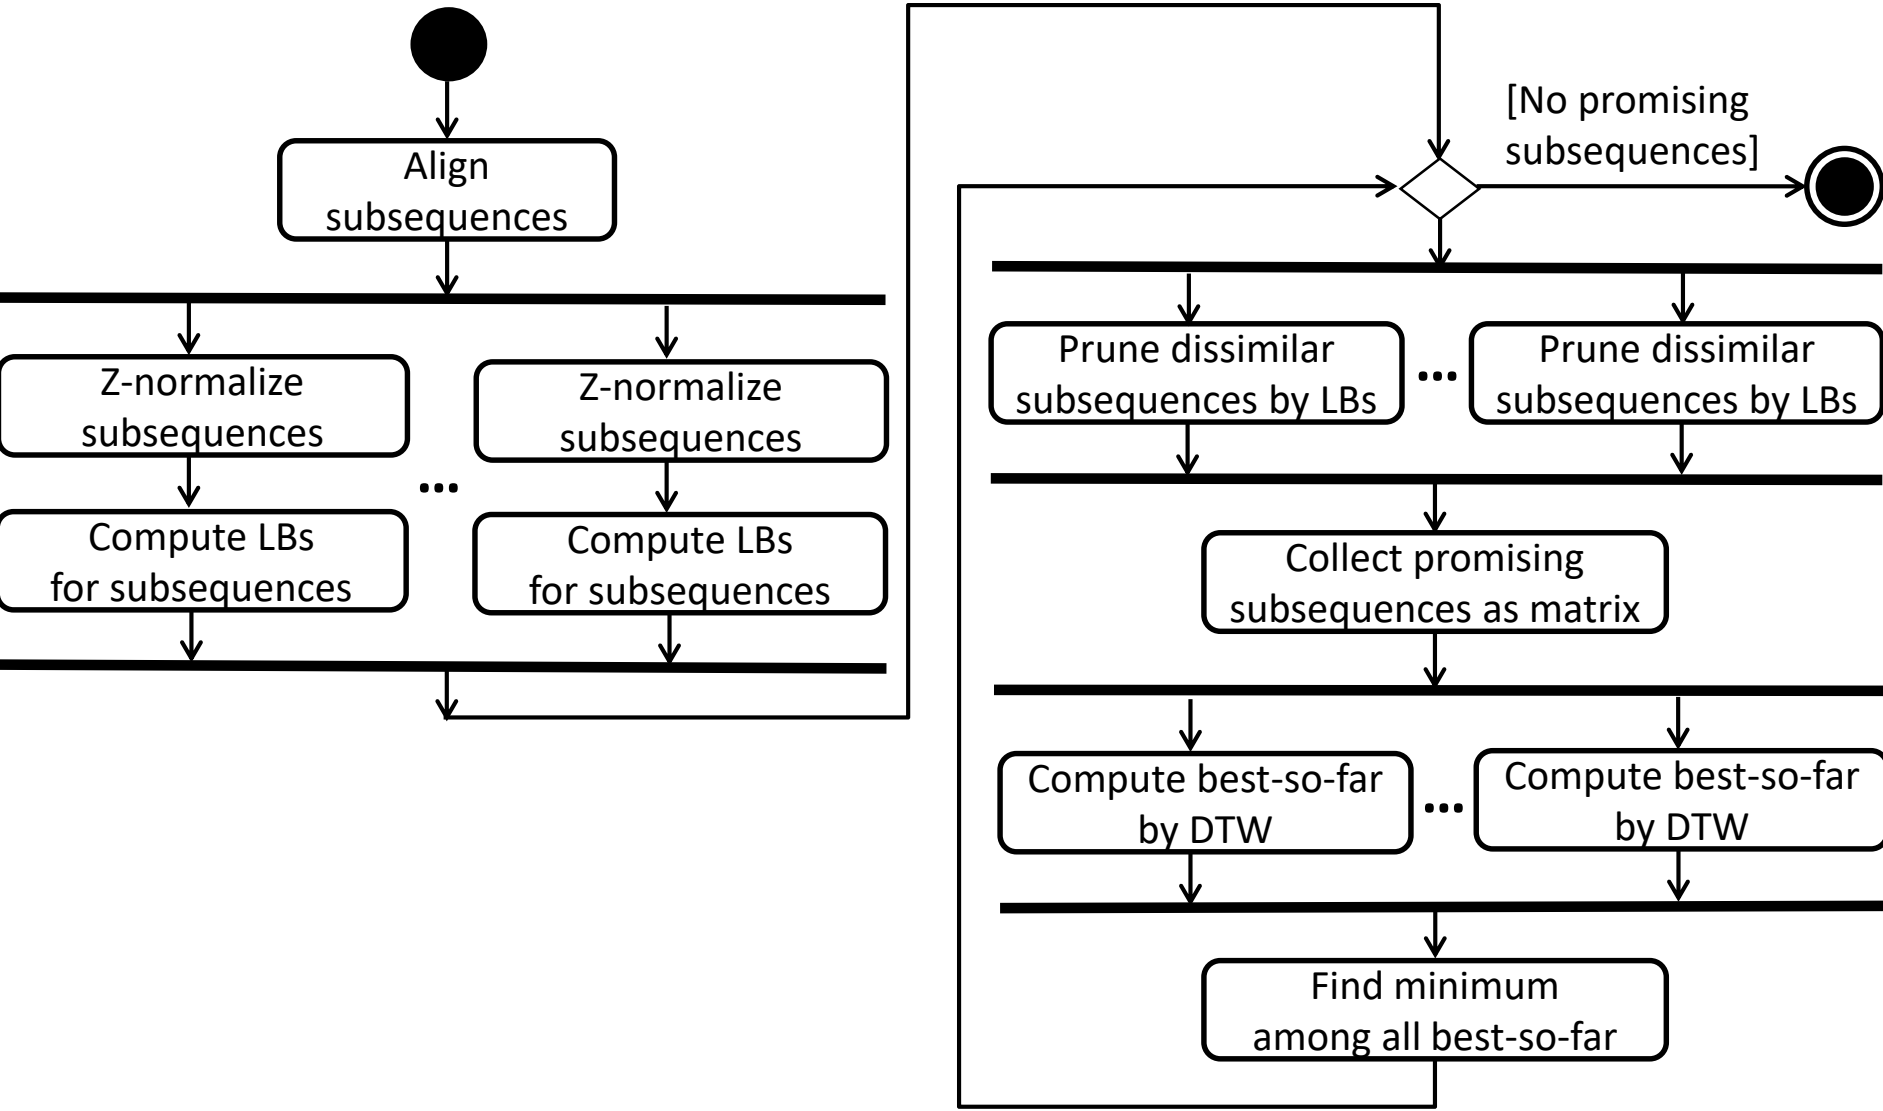 Align
subsequences
Z-normalize
subsequences
Z-normalize
subsequences
...
Compute LBs
for subsequences
Compute LBs
for subsequences
[No promising
subsequences]
Prune dissimilar
subsequences by LBs
...
Prune dissimilar
subsequences by LBs
Collect promising
subsequences as matrix
Compute best-so-far
by DTW
...
Compute best-so-far
by DTW
Find minimum
among all best-so-far